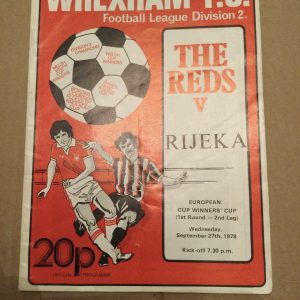 WREXHAM F.C.
Football League Division 2.
THE
REDS
V
RIJEKA
EUROPEAN
CUP WINNERS' CUP
(1st Round — 2nd Leg)
Wednesday,
September 27th, 1978
Kick-off 7.30 p.m.
20p
OFFICIAL PROGRAMME